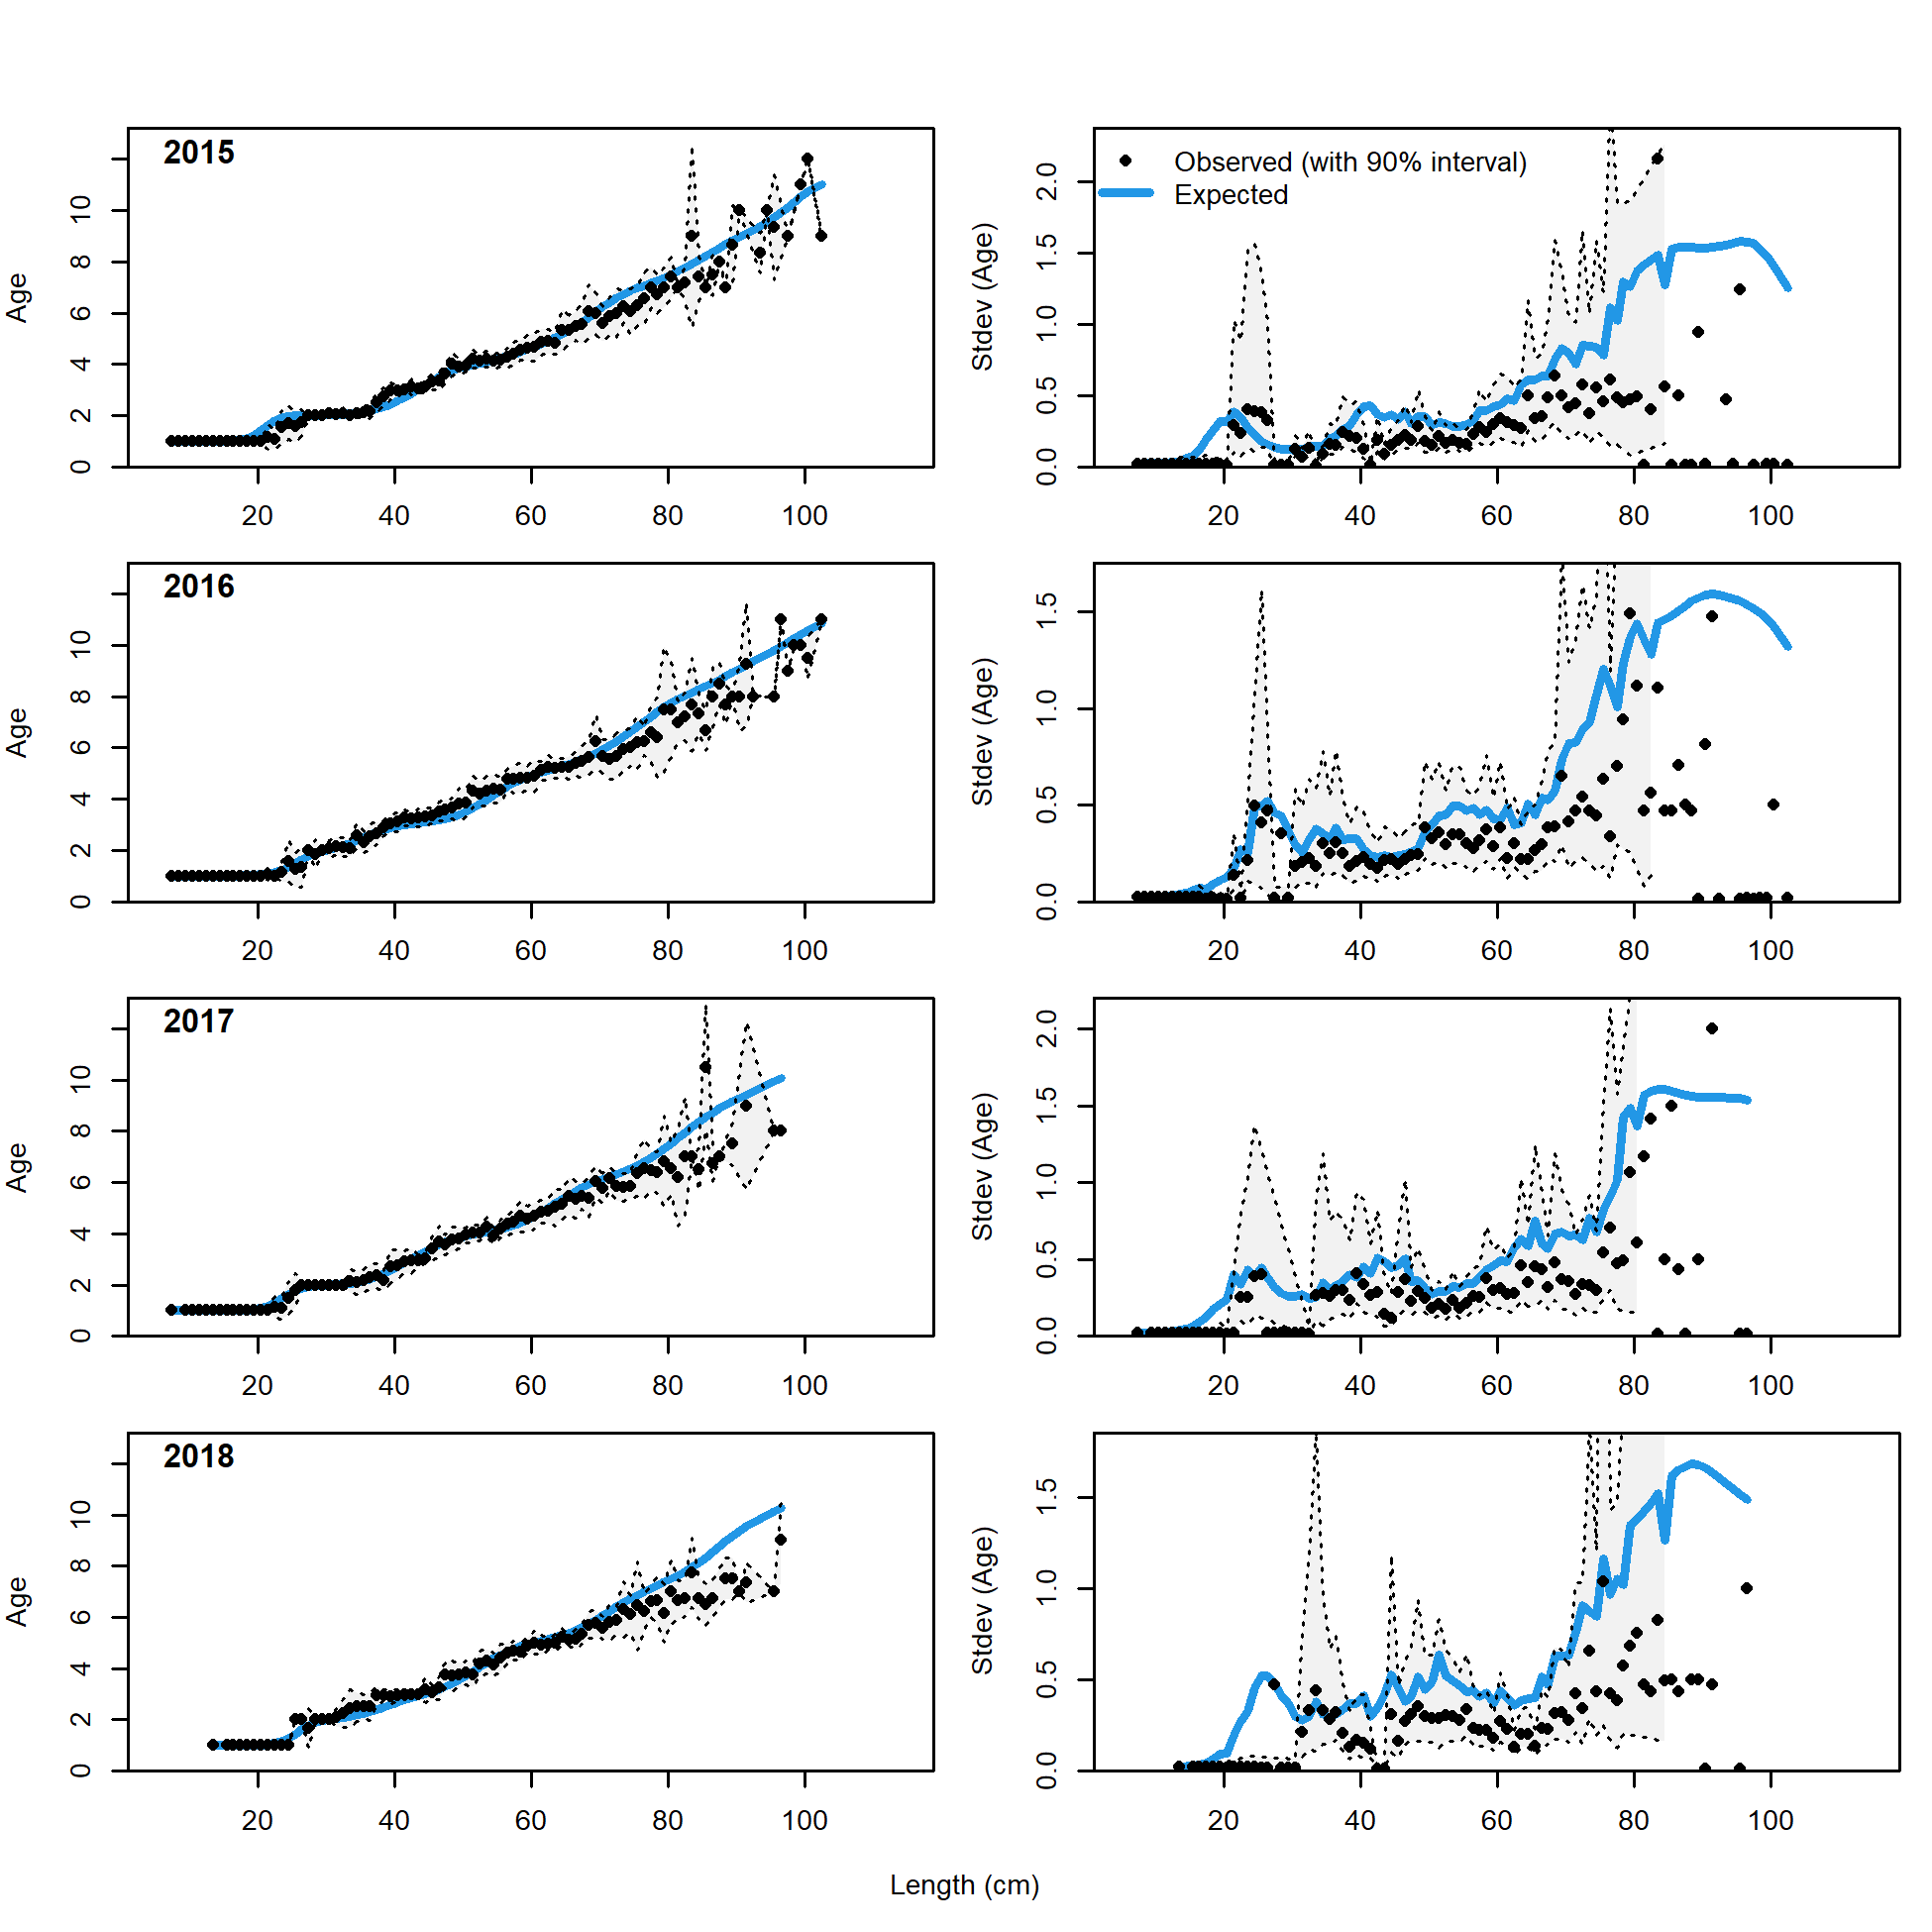 2015
Age
0 2 4 6 8 10
20 40 60 80 100
Observed (with 90% interval)
Expected
Stdev (Age)
0.0 0.5 1.0 1.5 2.0
20 40 60 80 100
2016
Age
0 2 4 6 8 10
20 40 60 80 100
Stdev (Age)
0.0 0.5 1.0 1.5
20 40 60 80 100
2017
Age
0 2 4 6 8 10
20 40 60 80 100
Stdev (Age)
0.0 0.5 1.0 1.5 2.0
20 40 60 80 100
2018
Age
0 2 4 6 8 10
20 40 60 80 100
Stdev (Age)
0.0 0.5 1.0 1.5
20 40 60 80 100
Length (cm)